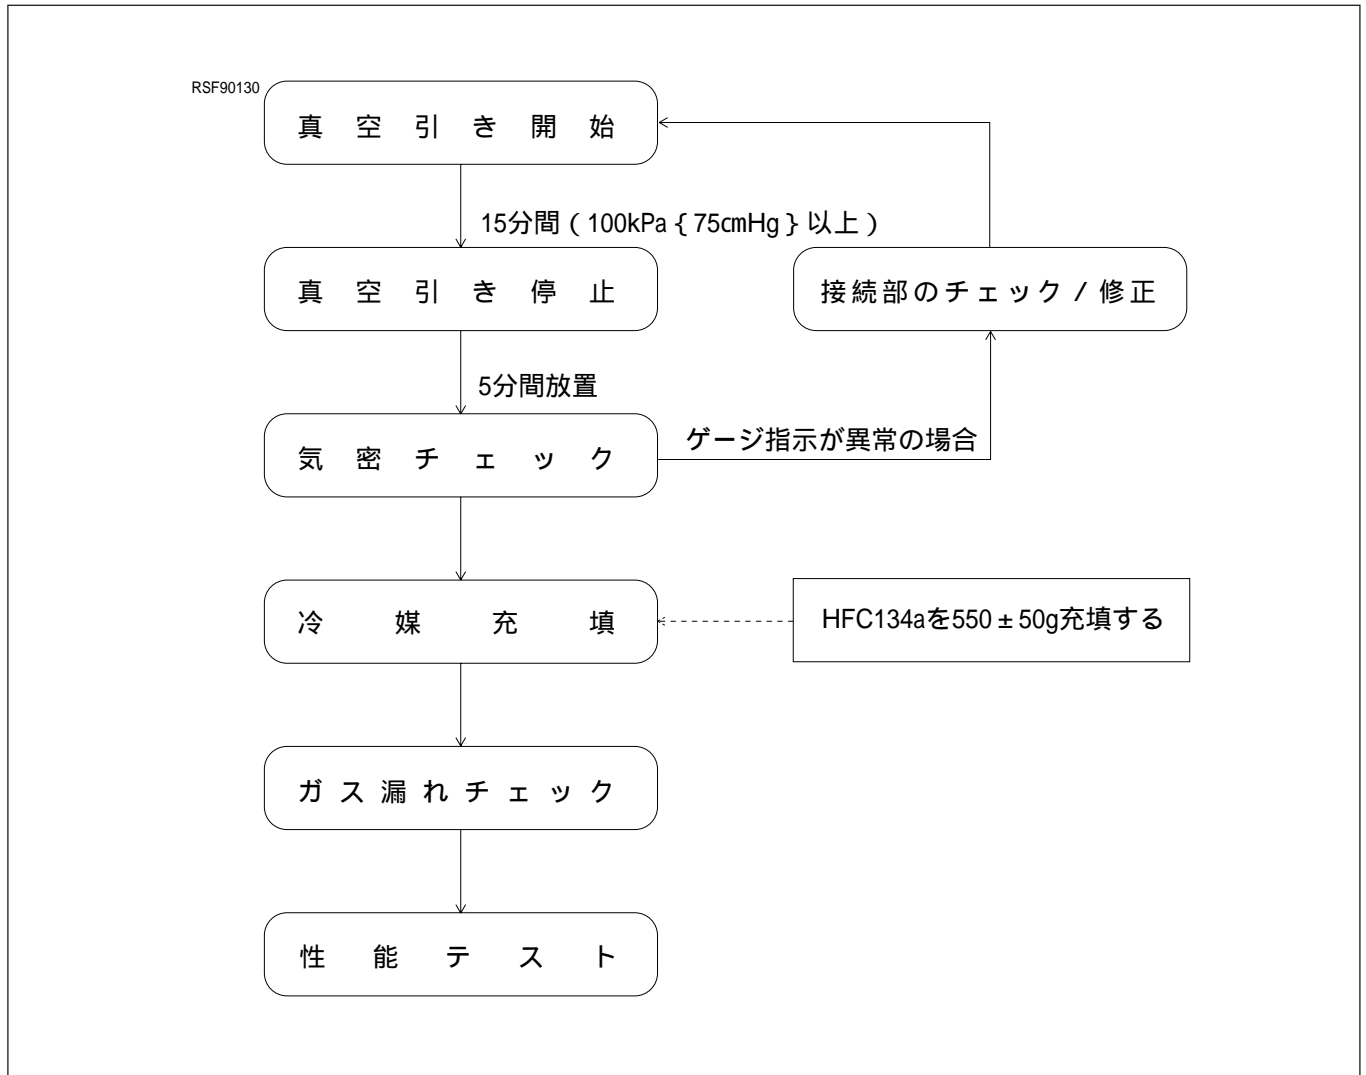 RSF90130
真空引き開始
15分間(100kPa{75cmHg}以上)
真空引き停止
接続部のチェック/修正
5分間放置
気密チェック
ゲージ指示が異常の場合
冷媒充填
HFC134aを550±50g充填する
ガス漏れチェック
性能テスト